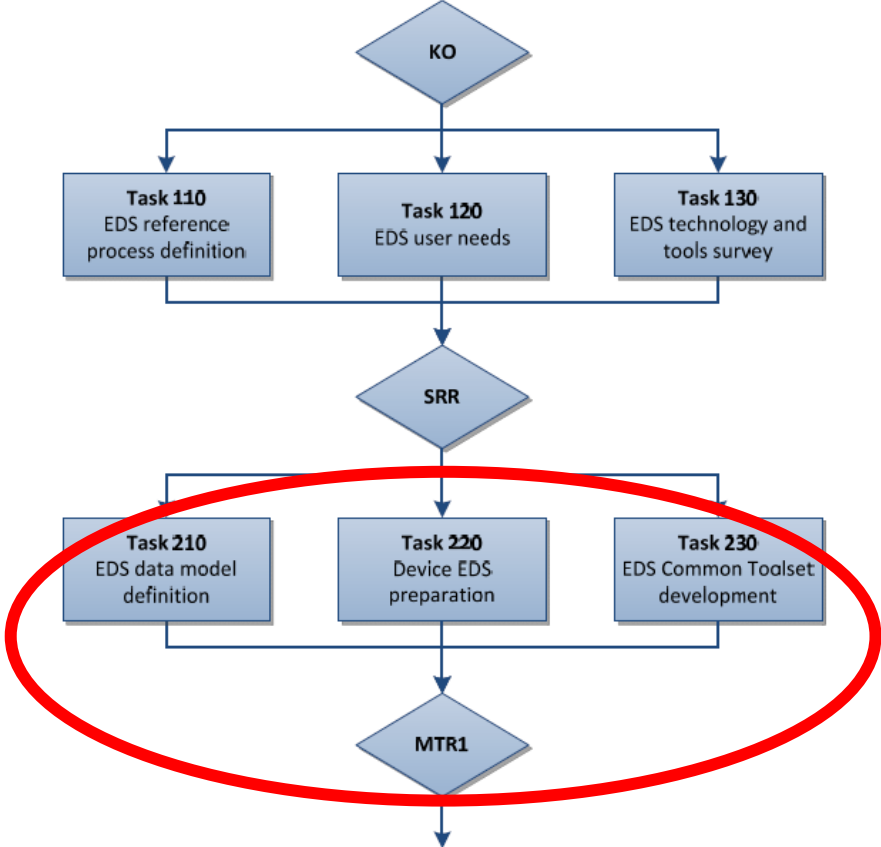 KO
Task 110
EDS reference
process definition
Task 120
EDS user needs
Task 130
EDS technology and
tools survey
SRR
Task 210
EDS data model
definition
Task 220
Device EDS
preparation
Task 230
EDS Common Toolset
development
MTR1